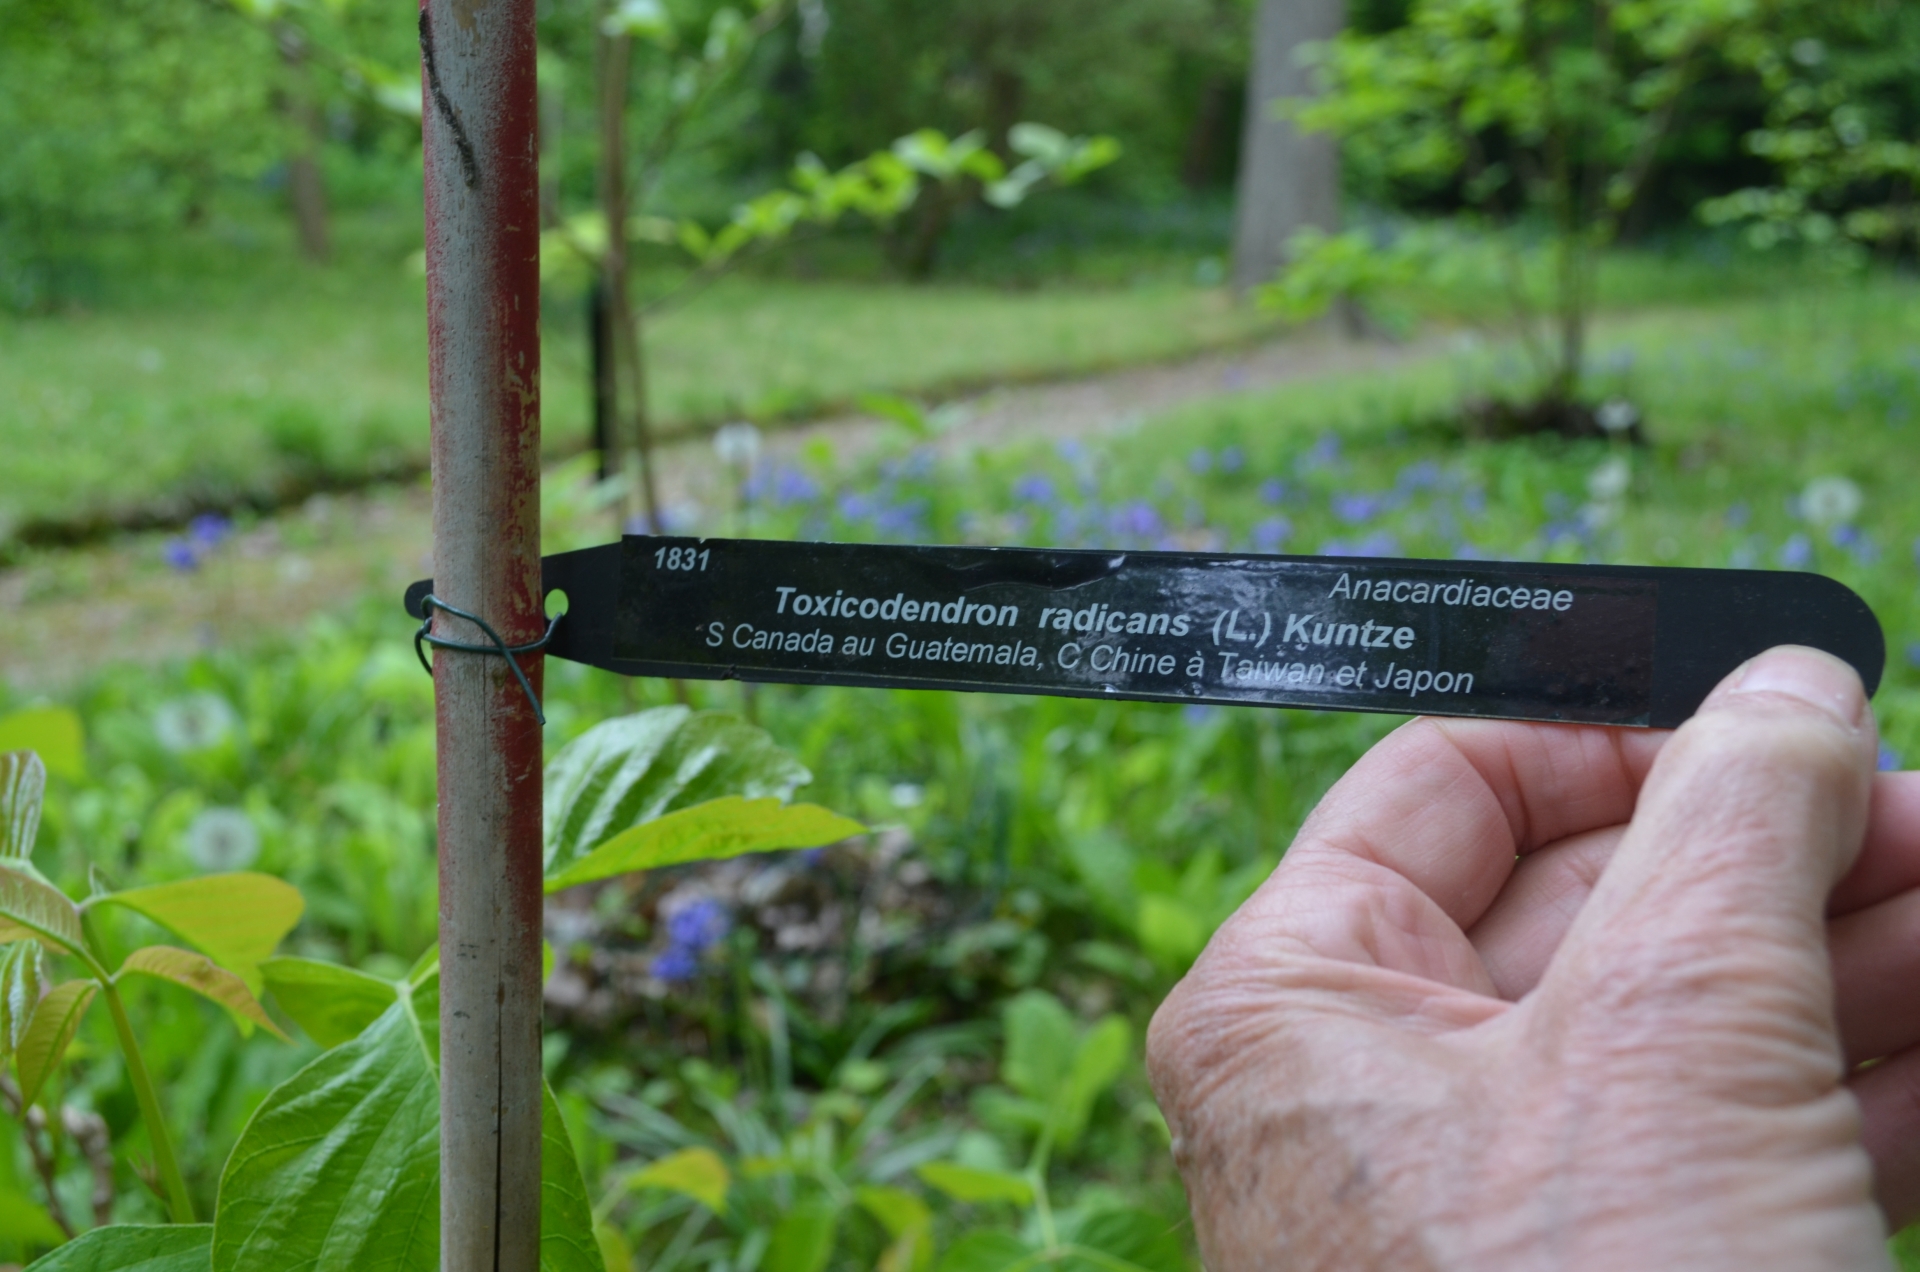 1831
Anacardiaceae
Toxicodendron radicans (L.) Kuntze
S Canada au Guatemala, C Chine à Taiwan et Japon